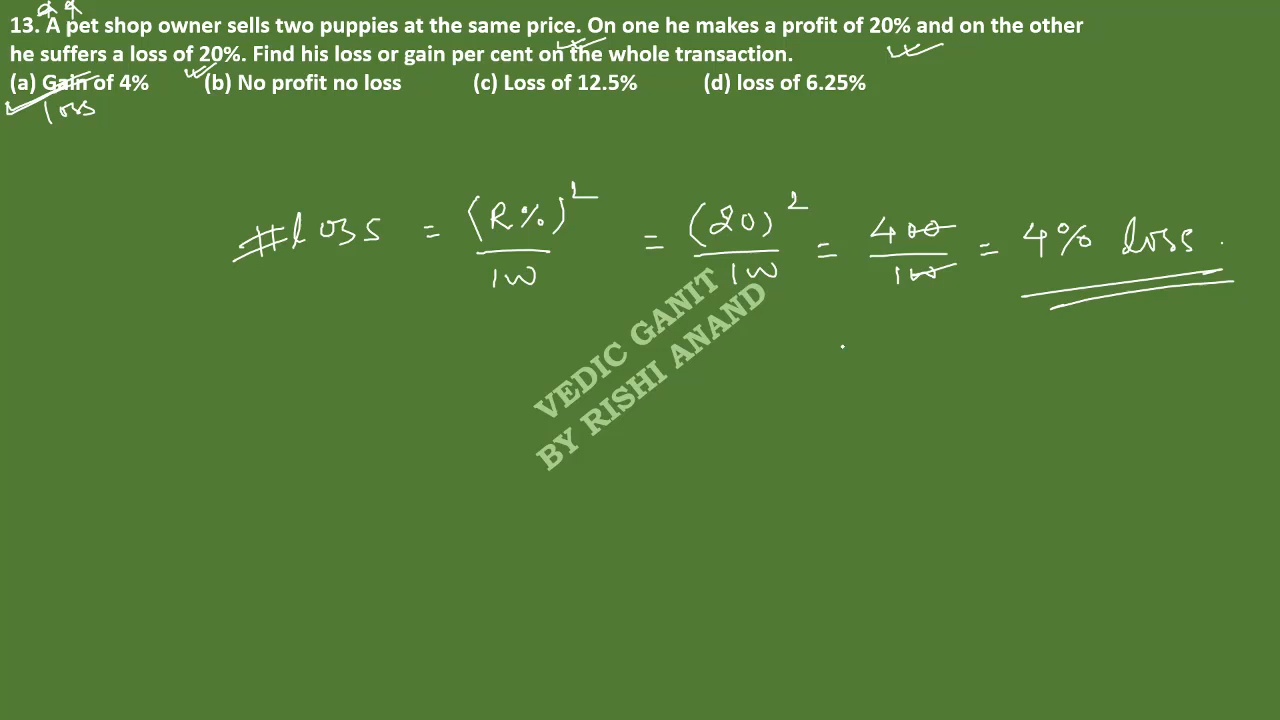 13. A pet shop owner sells two puppies at the same price. On one he makes a profit of 20% and on the other
he suffers a loss of 20%. Find his loss or gain per cent on the whole transaction.
(a) Gain of 4% (b) No profit no loss (c) Loss of 12.5% (d) loss of 6.25%
loss
#loss = (R%)² / 100 = (20)² / 100 = 400 / 100 = 4% loss.
VEDIC GANIT
BY RISHI ANAND